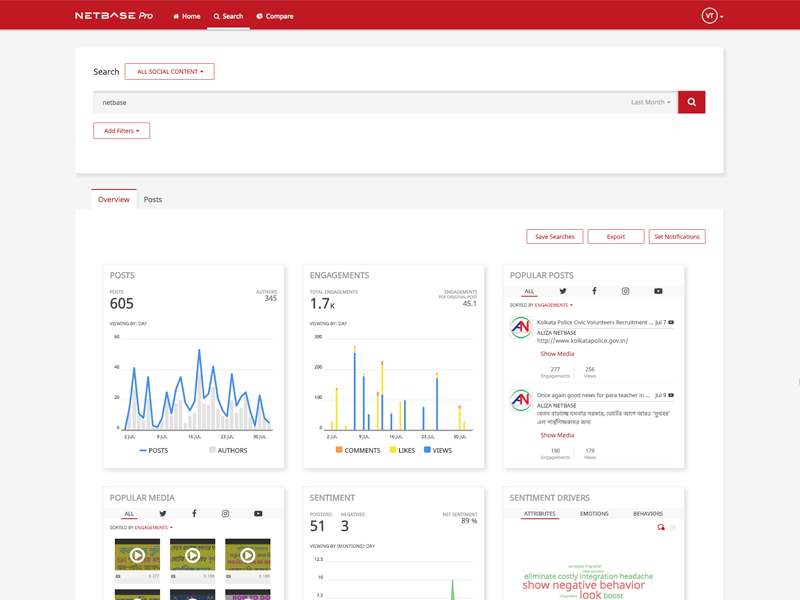 NETBASE Pro
Home
Search
Compare
VT
Search
ALL SOCIAL CONTENT
netbase
Last Month
Add Filters
Overview
Posts
Save Searches
Export
Set Notifications
POSTS
POSTS
AUTHORS
605
345
VIEWING BY: DAY
60
40
20
0
2 JUL
9 JUL
16 JUL
23 JUL
30 JUL
POSTS
AUTHORS
ENGAGEMENTS
TOTAL ENGAGEMENTS
ENGAGEMENTS
PER ORIGINAL POST
1.7K
45.1
VIEWING BY: DAY
300
200
100
0
2 JUL
9 JUL
16 JUL
23 JUL
30 JUL
COMMENTS
LIKES
VIEWS
POPULAR POSTS
ALL
SORTED BY ENGAGEMENTS
Kolkata Police Civic Volunteers Recruitment ... Jul 7
ALIZA NETBASE
http://www.kolkatapolice.gov.in/
Show Media
277
256
Engagements
Views
Once again good news for para teacher in ... Jul 9
ALIZA NETBASE
Show Media
190
179
Engagements
Views
POPULAR MEDIA
ALL
SORTED BY ENGAGEMENTS
277
190
189
SENTIMENT
POSITIVES
NEGATIVES
NET SENTIMENT
51
3
89 %
VIEWING BY (MENTIONS): DAY
12.5
10
7.5
SENTIMENT DRIVERS
ATTRIBUTES
EMOTIONS
BEHAVIORS
complete migration
new solution
eliminate costly integration headache
show negative behavior
important
look
boost